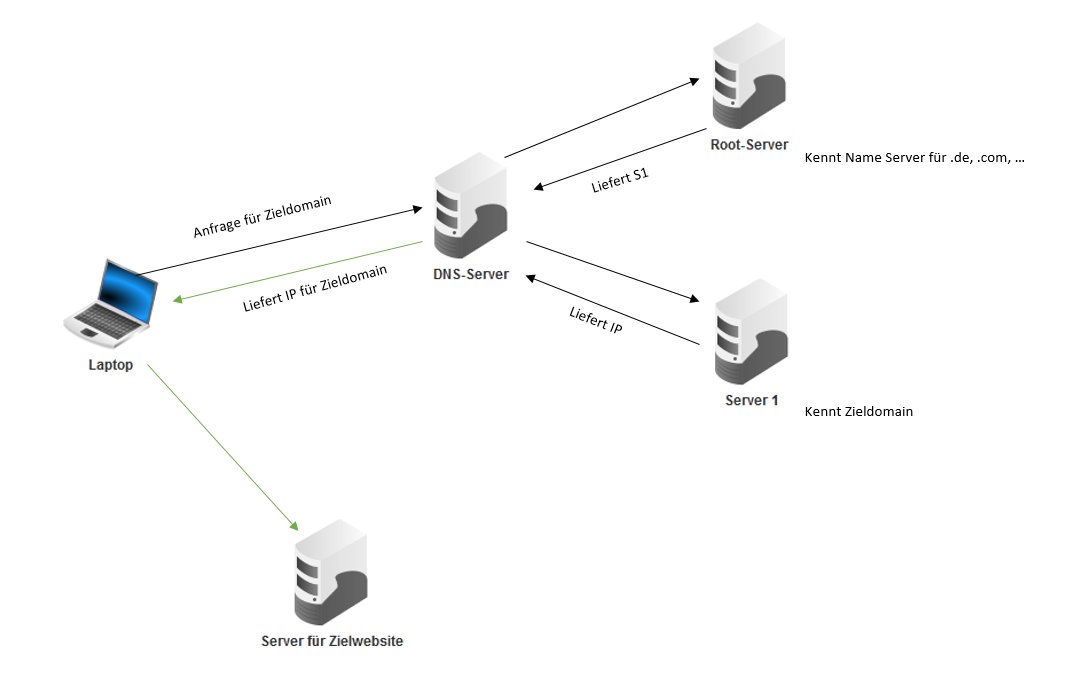 Root-Server
Kennt Name Server für .de, .com, ...
Liefert S1
Anfrage für Zieldomain
DNS-Server
Liefert IP für Zieldomain
Liefert IP
Laptop
Server 1
Kennt Zieldomain
Server für Zielwebsite